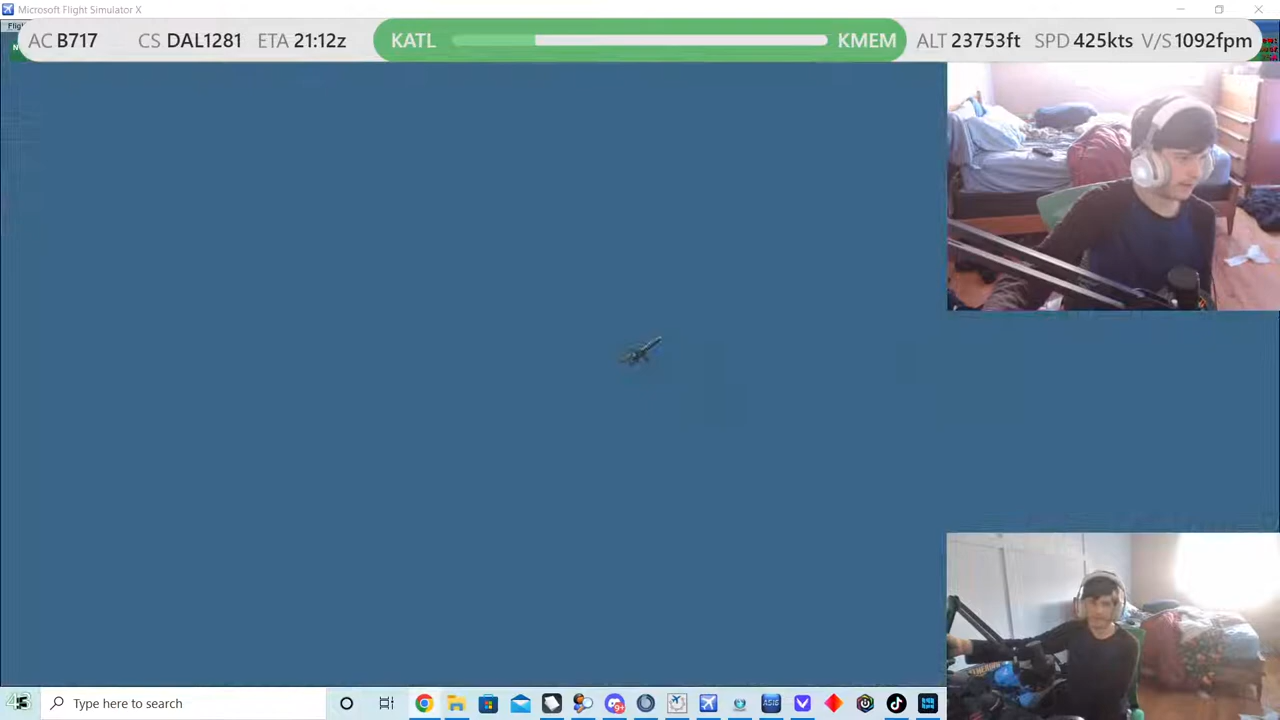 Microsoft Flight Simulator X
Fligh
AC B717 CS DAL1281 ETA 21:12z KATL KMEM ALT 23753ft SPD 425kts V/S 1092fpm
Type here to search